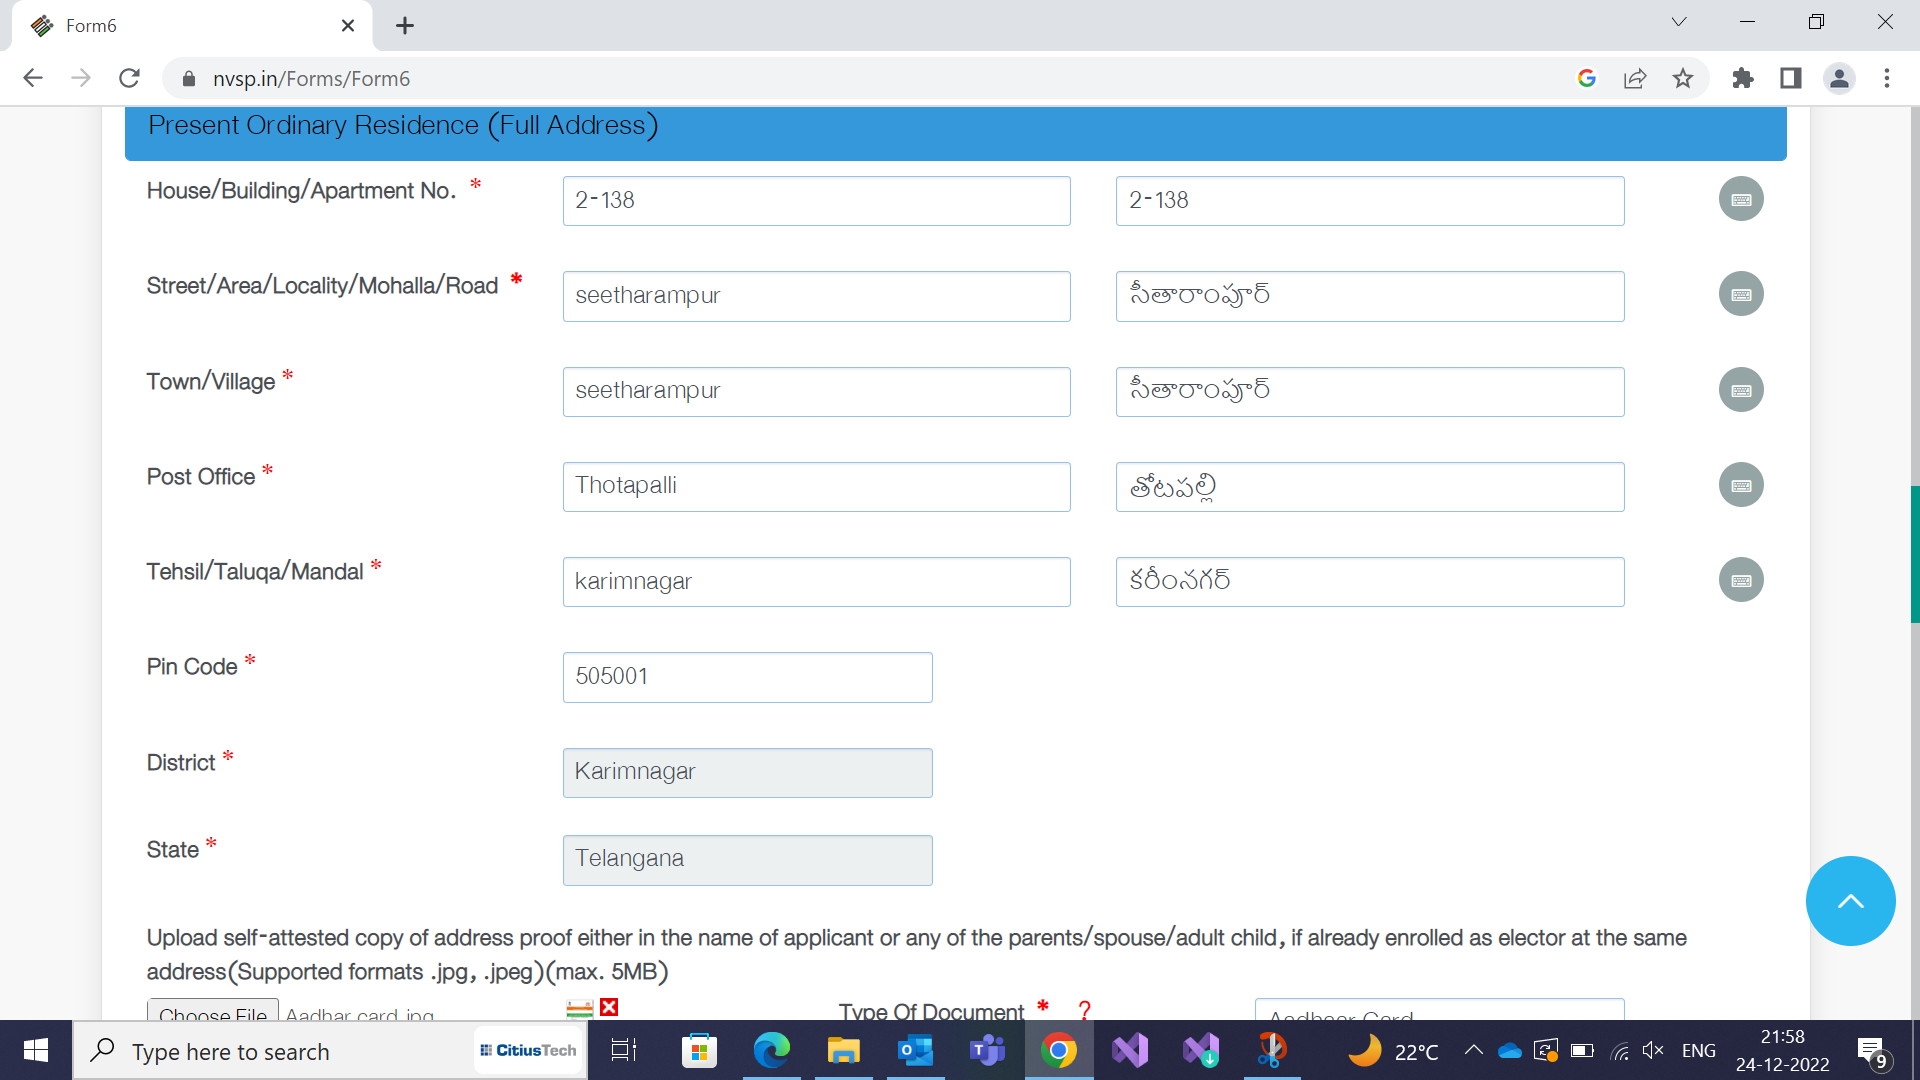 Form6
nvsp.in/Forms/Form6
Present Ordinary Residence (Full Address)
House/Building/Apartment No. *
2-138
2-138
Street/Area/Locality/Mohalla/Road *
seetharampur
సీతారాంపూర్
Town/Village *
seetharampur
సీతారాంపూర్
Post Office *
Thotapalli
తోటపల్లి
Tehsil/Taluqa/Mandal *
karimnagar
కరీంనగర్
Pin Code *
505001
District *
Karimnagar
State *
Telangana
Upload self-attested copy of address proof either in the name of applicant or any of the parents/spouse/adult child, if already enrolled as elector at the same
address(Supported formats .jpg, .jpeg)(max. 5MB)
Choose File Aadhar card.jpg
Type Of Document * ?
Aadhaar Card
Type here to search
CitiusTech
22°C
ENG
21:58
24-12-2022
9